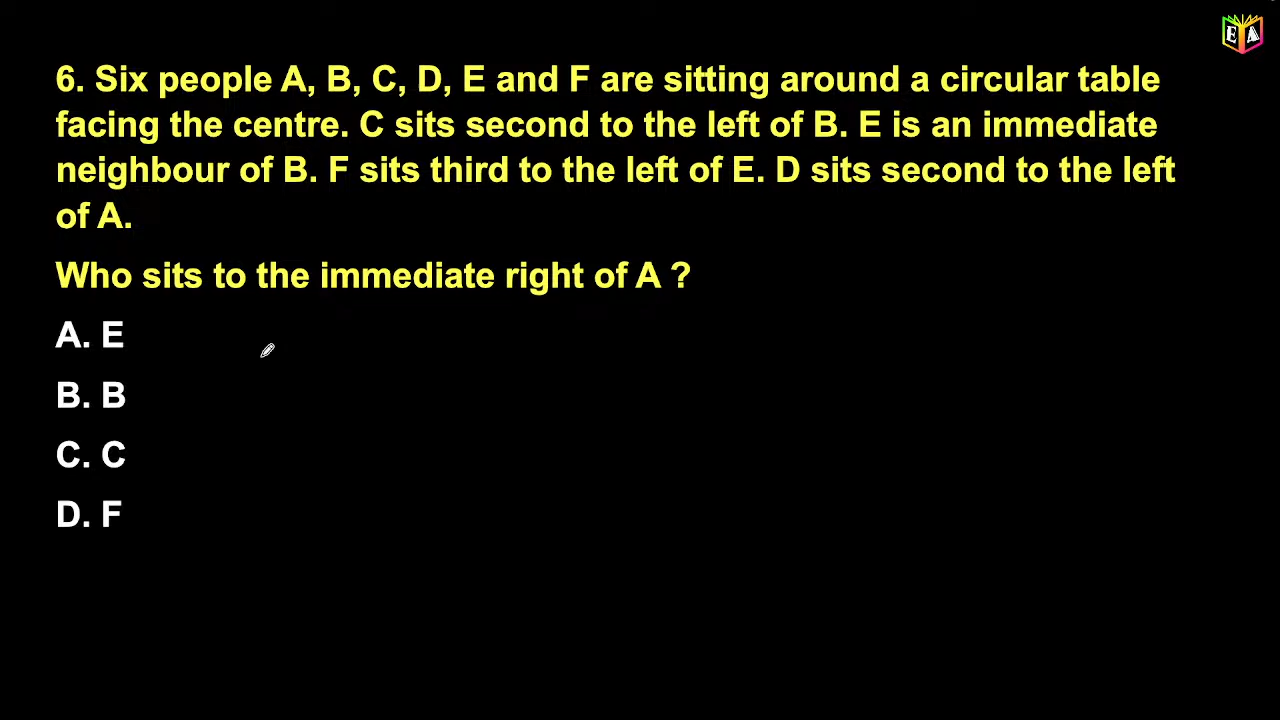 E A
6. Six people A, B, C, D, E and F are sitting around a circular table
facing the centre. C sits second to the left of B. E is an immediate
neighbour of B. F sits third to the left of E. D sits second to the left
of A.
Who sits to the immediate right of A ?
A. E
B. B
C. C
D. F